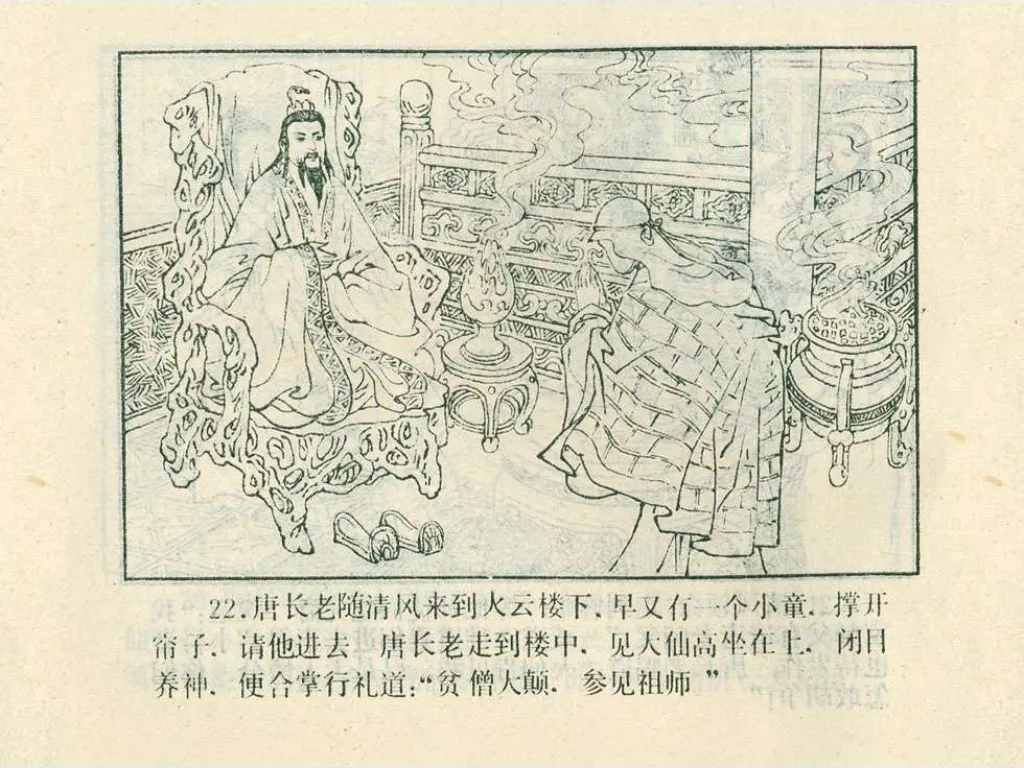 22.唐长老随清风来到火云楼下,早又有一个小童,撑开
帘子,请他进去 唐长老走到楼中,见大仙高坐在上,闭目
养神,便合掌行礼道:“贫僧大颠,参见祖师”